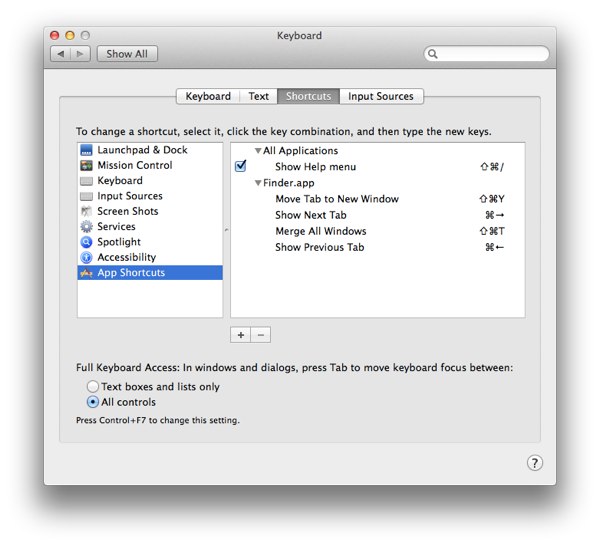 Keyboard
Show All
Keyboard Text Shortcuts Input Sources
To change a shortcut, select it, click the key combination, and then type the new keys.
Launchpad & Dock
Mission Control
Keyboard
Input Sources
Screen Shots
Services
Spotlight
Accessibility
App Shortcuts
▼All Applications
Show Help menu ⇧⌘/
▼Finder.app
Move Tab to New Window ⇧⌘Y
Show Next Tab ⌘→
Merge All Windows ⇧⌘T
Show Previous Tab ⌘←
+ −
Full Keyboard Access: In windows and dialogs, press Tab to move keyboard focus between:
Text boxes and lists only
All controls
Press Control+F7 to change this setting.
?